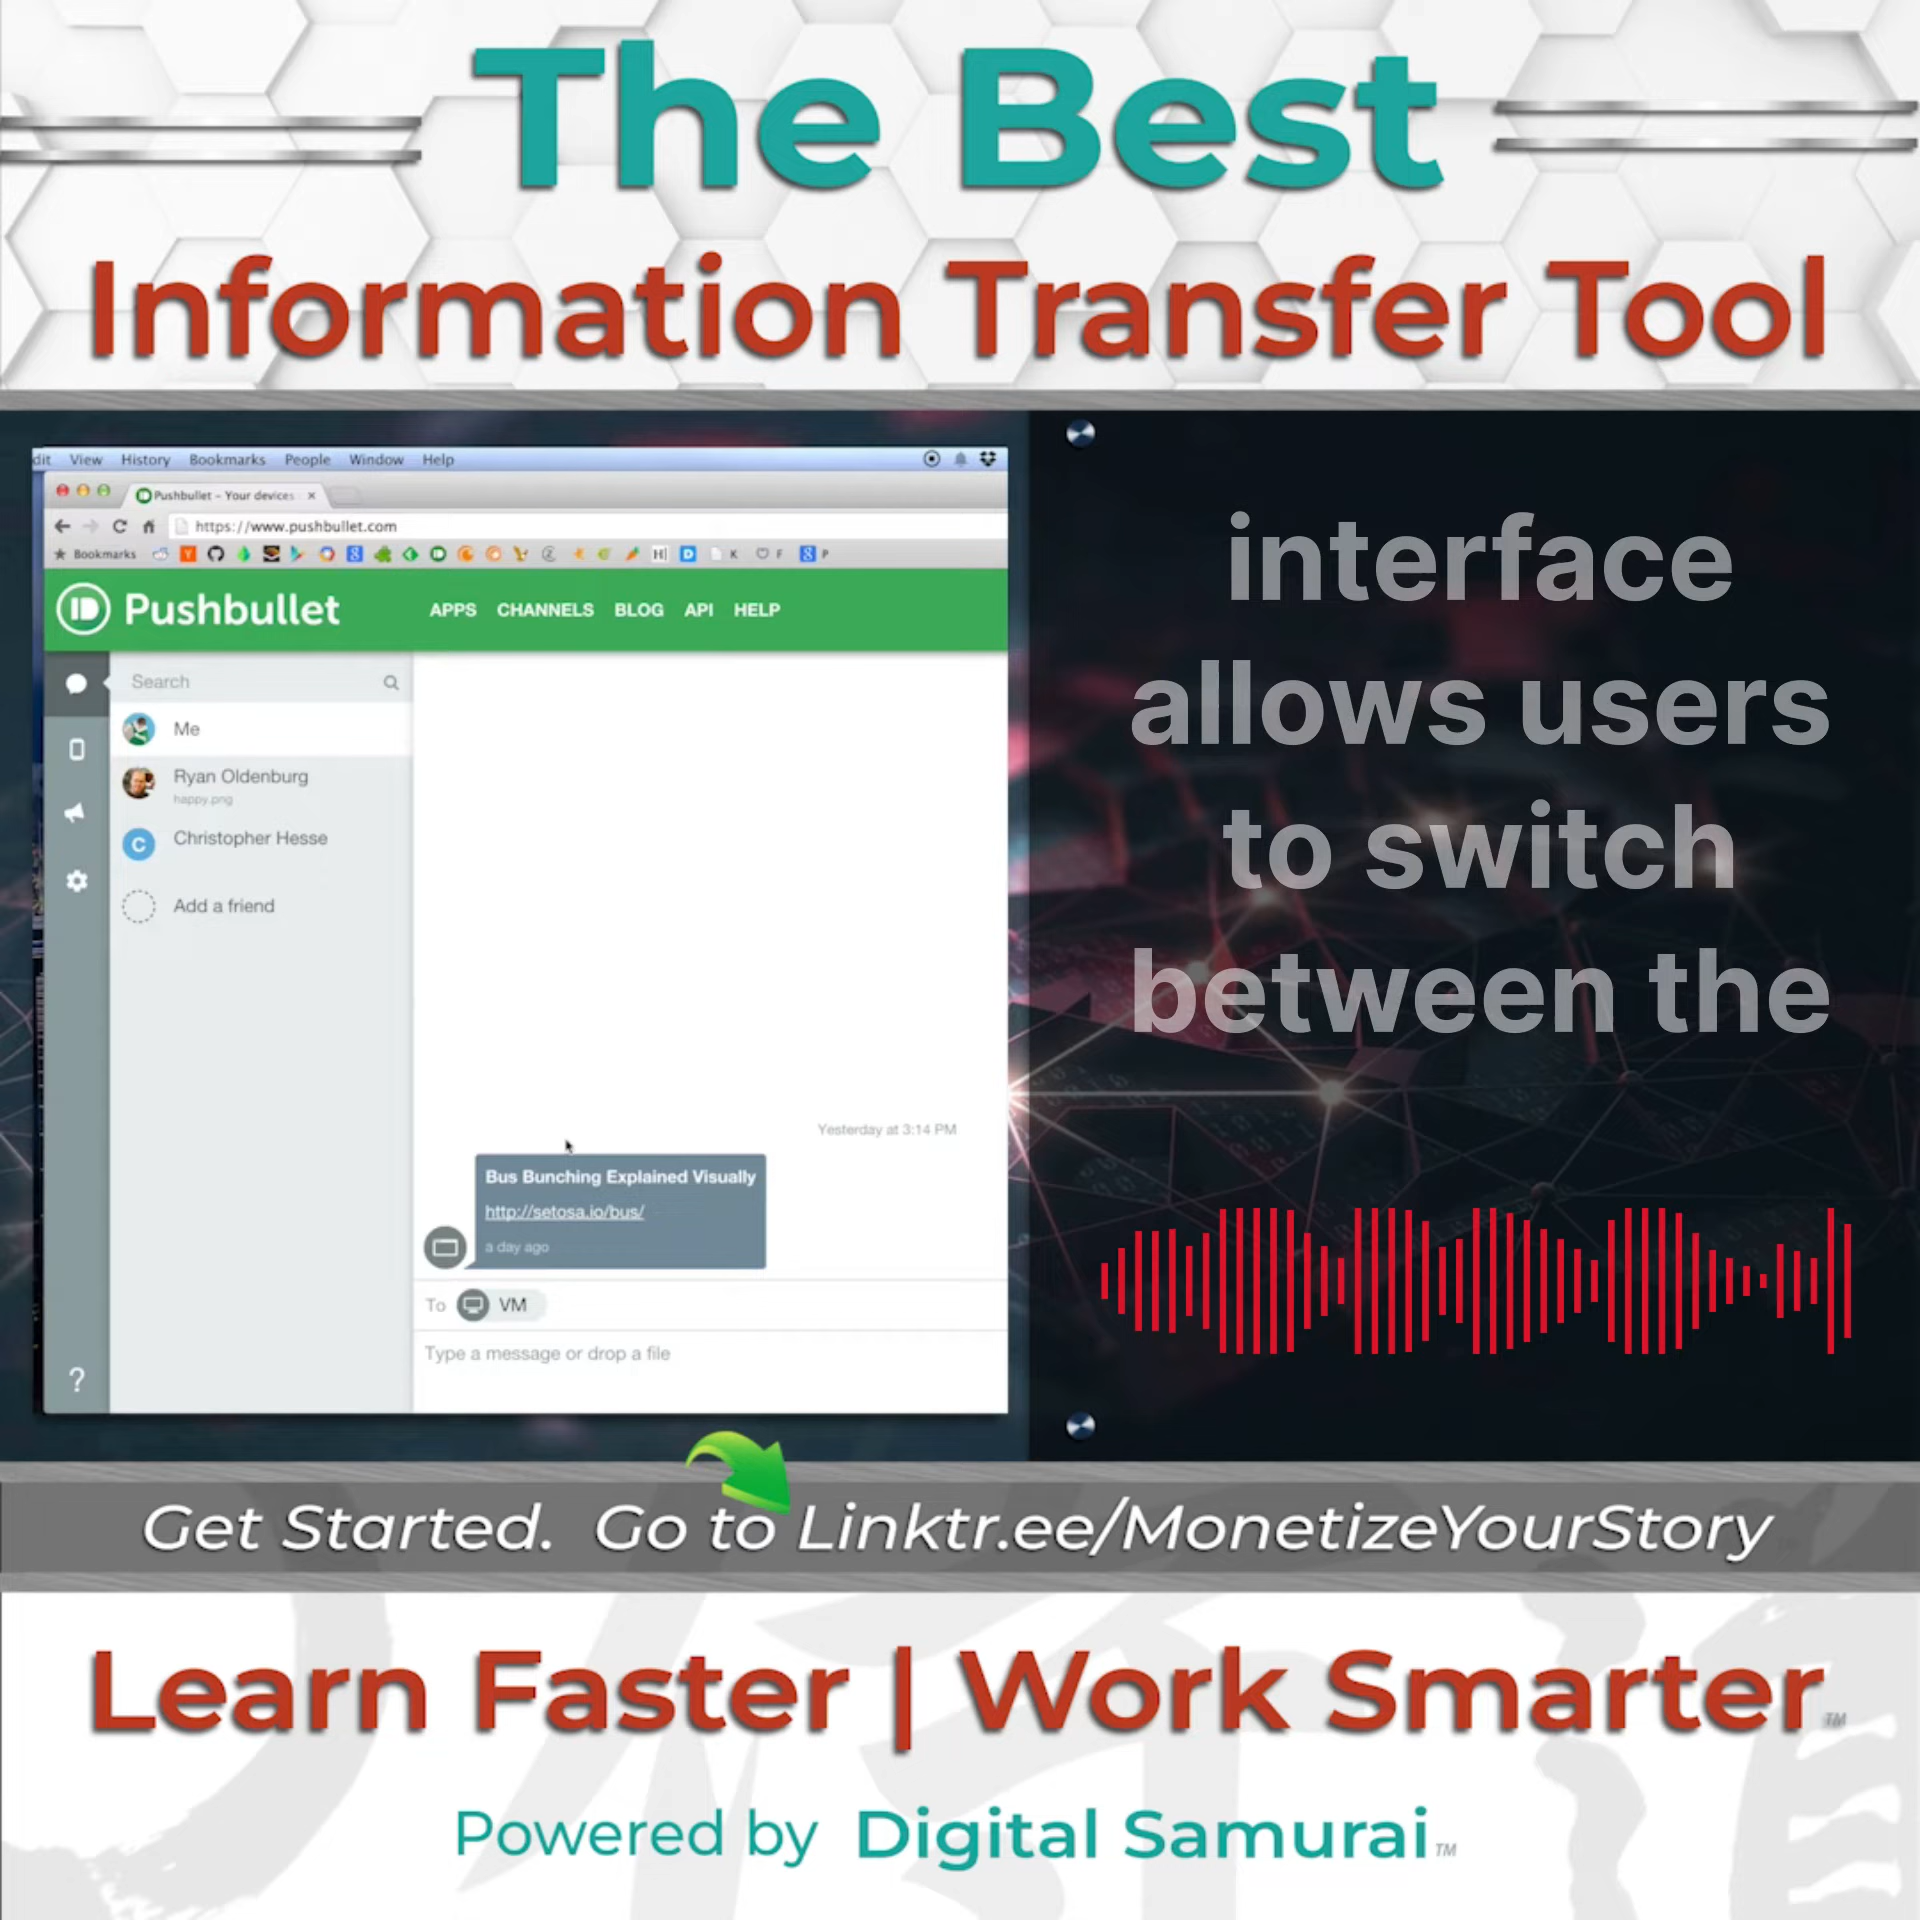 The Best
Information Transfer Tool
dit View History Bookmarks People Window Help
Pushbullet - Your devices
https://www.pushbullet.com
Bookmarks
K F P
Pushbullet APPS CHANNELS BLOG API HELP
Search
Me
Ryan Oldenburg
happy.png
C Christopher Hesse
Add a friend
Yesterday at 3:14 PM
Bus Bunching Explained Visually
http://setosa.io/bus/
a day ago
To VM
Type a message or drop a file
?
interface
allows users
to switch
between the
Get Started. Go to Linktr.ee/MonetizeYourStory
Learn Faster | Work Smarter TM
Powered by Digital Samurai TM